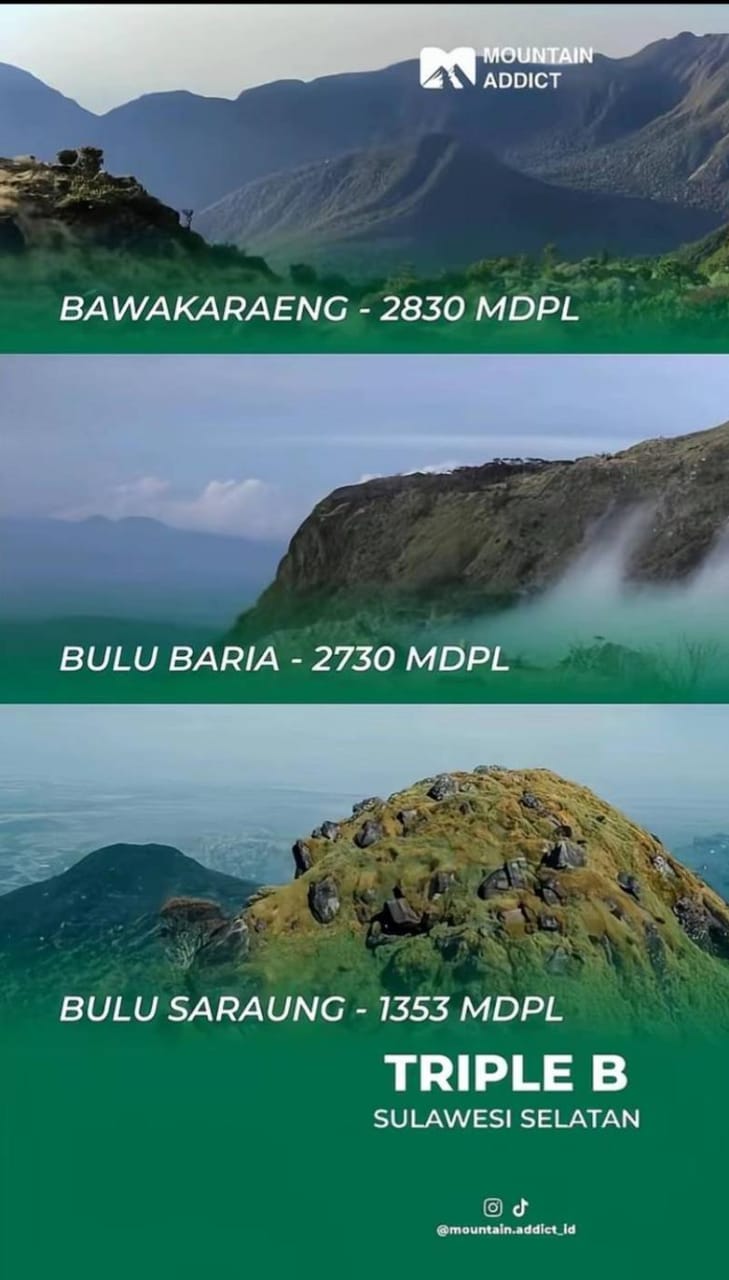 MOUNTAIN
ADDICT
BAWAKARAENG - 2830 MDPL
BULU BARIA - 2730 MDPL
BULU SARAUNG - 1353 MDPL
TRIPLE B
SULAWESI SELATAN
@mountain.addict_id